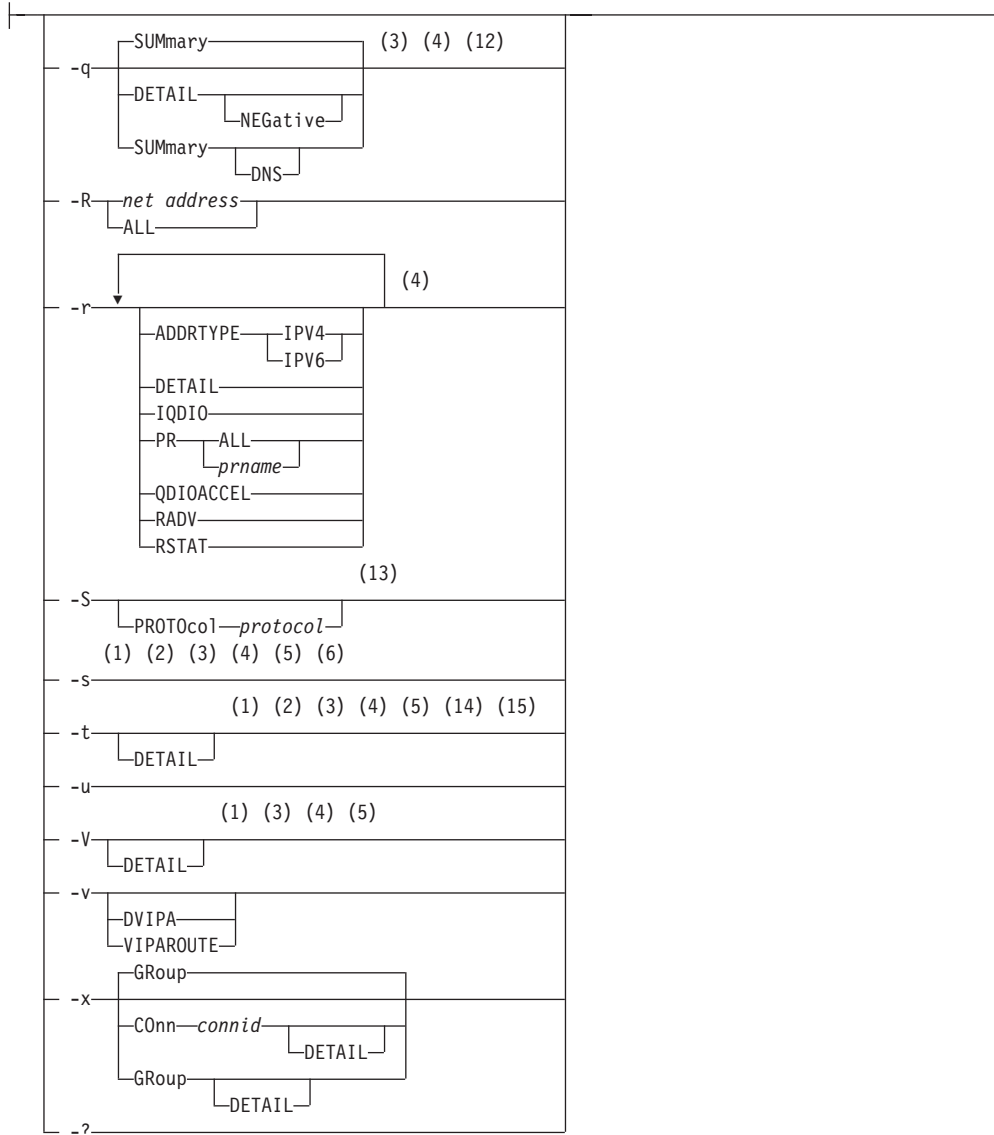 SUMmary (3) (4) (12)
-q
DETAIL
NEGative
SUMmary
DNS
-R net address
ALL
(4)
-r
ADDRTYPE IPV4
IPV6
DETAIL
IQDIO
PR ALL
prname
QDIOACCEL
RADV
RSTAT
(13)
-S
PROTOcol protocol
(1) (2) (3) (4) (5) (6)
-s
(1) (2) (3) (4) (5) (14) (15)
-t
DETAIL
-u
(1) (3) (4) (5)
-V
DETAIL
-v
DVIPA
VIPAROUTE
GRoup
-x
COnn connid
DETAIL
GRoup
DETAIL
-?